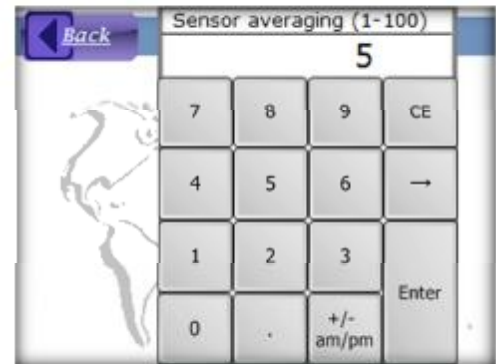 Back
Sensor averaging (1-100)
5
7 8 9 CE
4 5 6 →
1 2 3
Enter
0 . +/-
am/pm